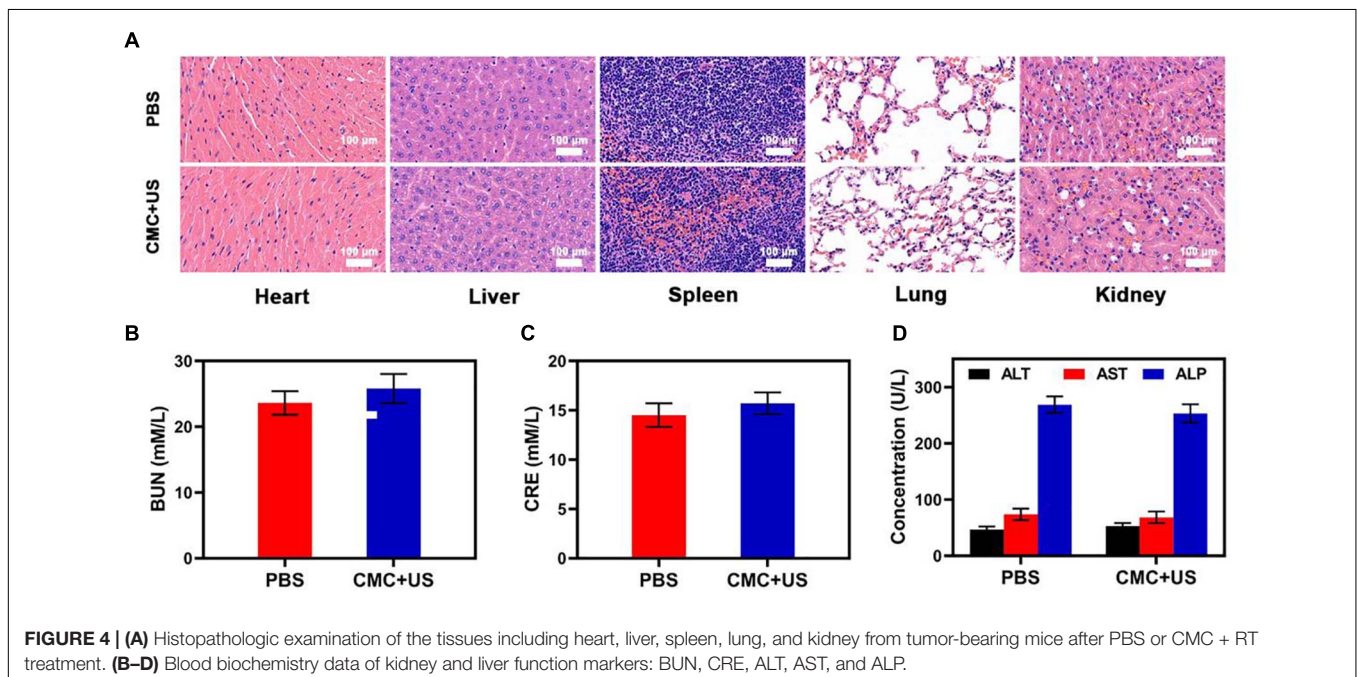 A
PBS
100 µm
100 µm
100 µm
100 µm
CMC+US
100 µm
100 µm
100 µm
100 µm
100 µm
Heart
Liver
Spleen
Lung
Kidney
B
BUN (mM/L)
30
20
10
0
PBS
CMC+US
C
CRE (mM/L)
20
15
10
5
0
PBS
CMC+US
D
Concentration (U/L)
ALT
AST
ALP
300
200
100
0
PBS
CMC+US
FIGURE 4 | (A) Histopathologic examination of the tissues including heart, liver, spleen, lung, and kidney from tumor-bearing mice after PBS or CMC + RT
treatment. (B–D) Blood biochemistry data of kidney and liver function markers: BUN, CRE, ALT, AST, and ALP.